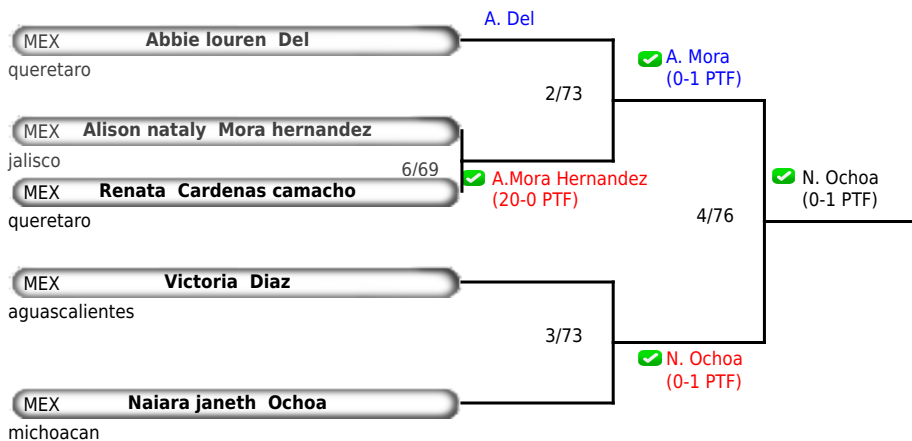 A. Del
MEX Abbie louren Del
queretaro
A. Mora
(0-1 PTF)
2/73
MEX Alison nataly Mora hernandez
jalisco
6/69
A.Mora Hernandez
(20-0 PTF)
MEX Renata Cardenas camacho
queretaro
N. Ochoa
(0-1 PTF)
4/76
MEX Victoria Diaz
aguascalientes
3/73
N. Ochoa
(0-1 PTF)
MEX Naiara janeth Ochoa
michoacan